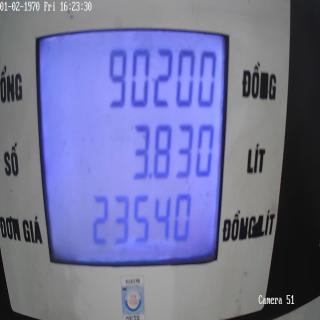 01-02-1970 Fri 16:23:30
ỔNG 90200 ĐỒNG
SỐ 3.830 LÍT
ĐƠN GIÁ 23540 ĐỒNG/LÍT
Camera 51